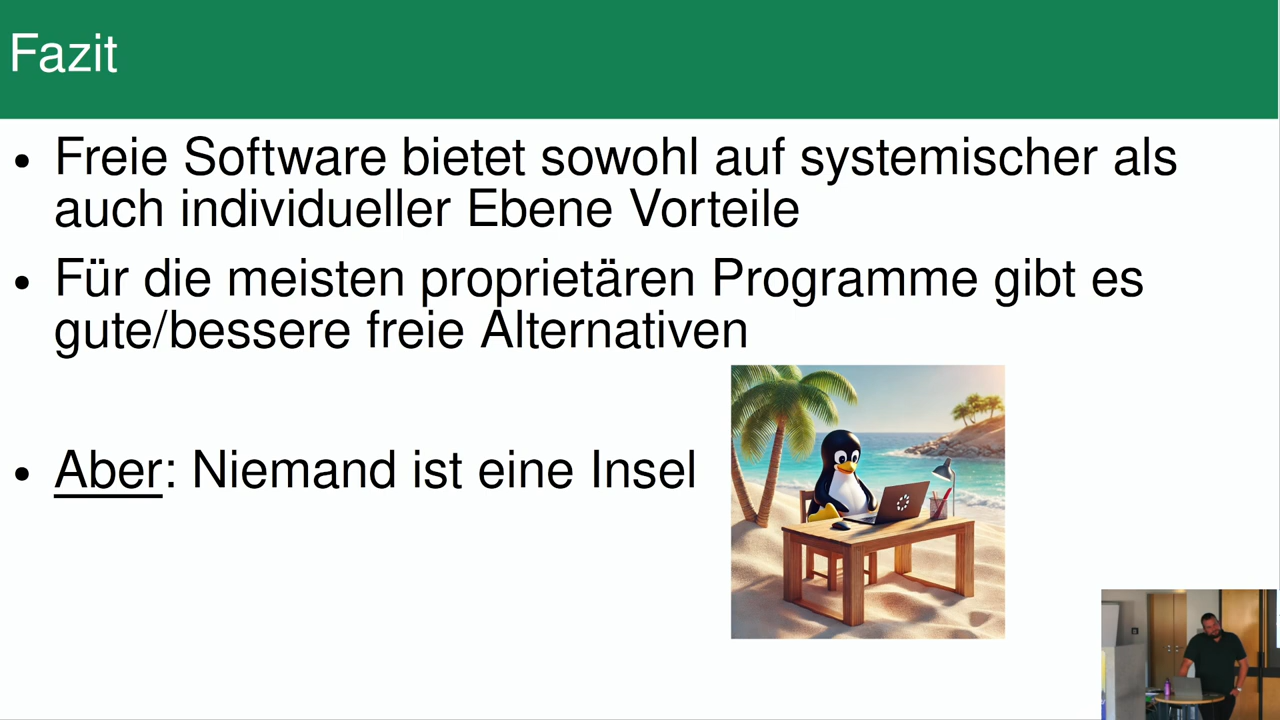 Fazit
• Freie Software bietet sowohl auf systemischer als
auch individueller Ebene Vorteile
• Für die meisten proprietären Programme gibt es
gute/bessere freie Alternativen
• Aber: Niemand ist eine Insel